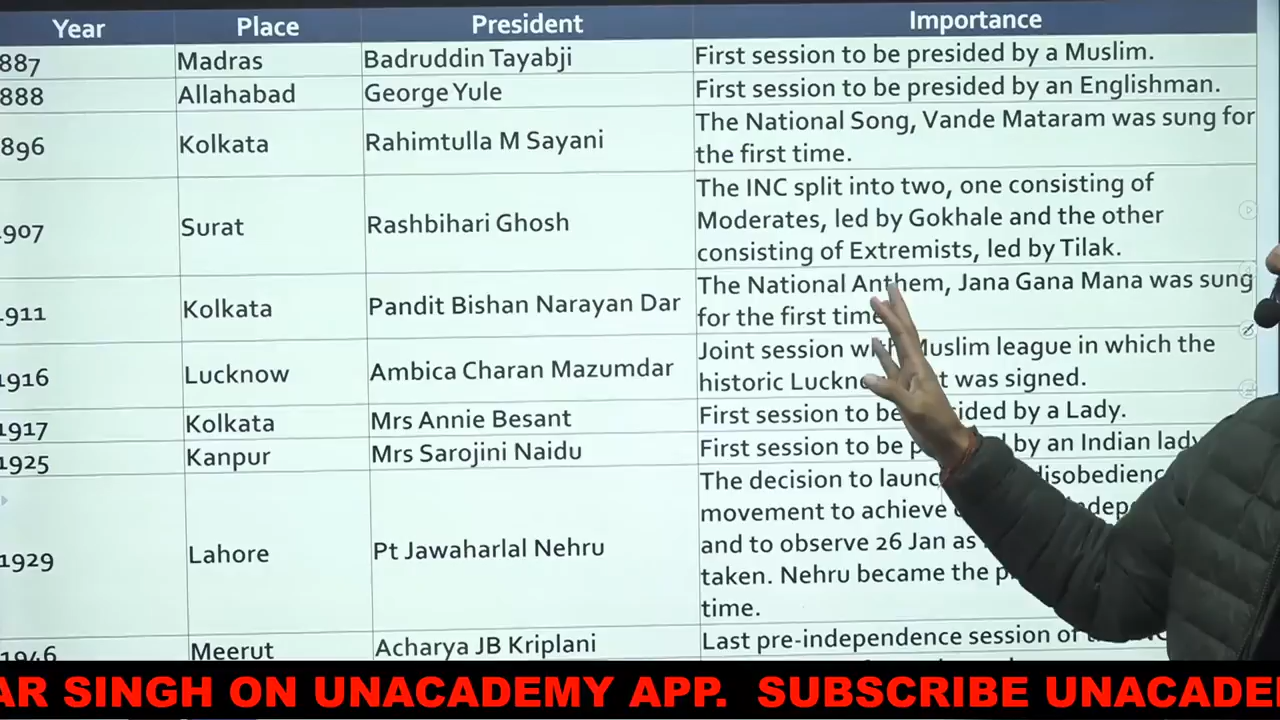 Year Place President Importance
887 Madras Badruddin Tayabji First session to be presided by a Muslim.
888 Allahabad George Yule First session to be presided by an Englishman.
896 Kolkata Rahimtulla M Sayani The National Song, Vande Mataram was sung for
the first time.
1907 Surat Rashbihari Ghosh The INC split into two, one consisting of
Moderates, led by Gokhale and the other
consisting of Extremists, led by Tilak.
1911 Kolkata Pandit Bishan Narayan Dar The National Anthem, Jana Gana Mana was sung
for the first time
1916 Lucknow Ambica Charan Mazumdar Joint session with Muslim league in which the
historic was signed.
1917 Kolkata Mrs Annie Besant First session to be by a Lady.
1925 Kanpur Mrs Sarojini Naidu First session to be by an Indian lady
1929 Lahore Pt Jawaharlal Nehru The decision to
movement to achieve
and to observe 26 Jan as
taken. Nehru became the
time.
1946 Meerut Acharya JB Kriplani Last pre-independence session of
AR SINGH ON UNACADEMY APP. SUBSCRIBE UNACADE